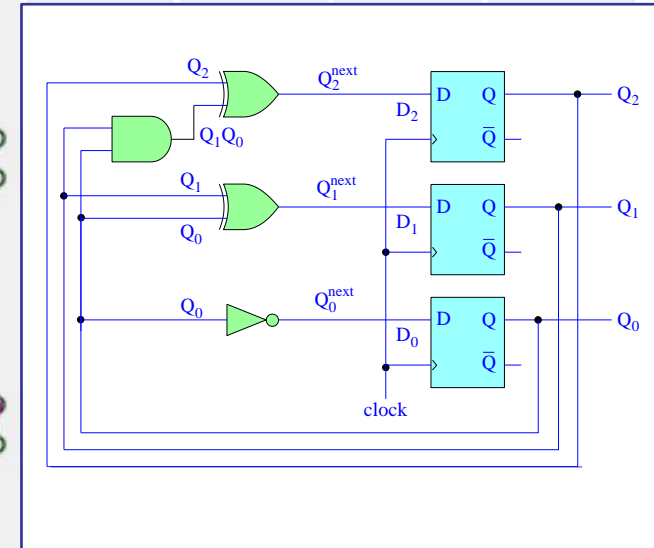 Q₂
Q₂ⁿᵉˣᵗ
D Q
Q₂
D₂
Q₁Q₀
Q̅
Q₁
Q₁ⁿᵉˣᵗ
D Q
Q₁
D₁
Q₀
Q̅
Q₀
Q₀ⁿᵉˣᵗ
D Q
Q₀
D₀
Q̅
clock